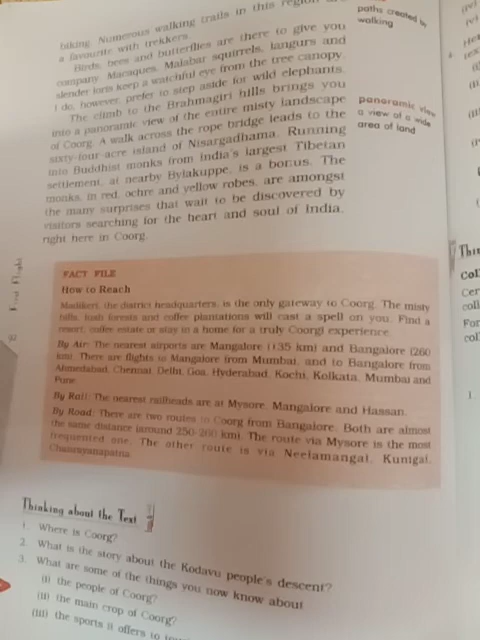 biking. Numerous walking trails in this region are
a favourite with trekkers.
Birds, bees and butterflies are there to give you
company. Macaques, Malabar squirrels, langurs and
slender loris keep a watchful eye from the tree canopy.
I do, however, prefer to step aside for wild elephants.
The climb to the Brahmagiri hills brings you
into a panoramic view of the entire misty landscape
of Coorg. A walk across the rope bridge leads to the
sixty-four-acre island of Nisargadhama. Running
into Buddhist monks from India's largest Tibetan
settlement, at nearby Bylakuppe, is a bonus. The
monks, in red, ochre and yellow robes, are amongst
the many surprises that wait to be discovered by
visitors searching for the heart and soul of India,
right here in Coorg.
paths created by
walking
panoramic view
a view of a wide
area of land
FACT FILE
How to Reach
Madikeri, the district headquarters, is the only gateway to Coorg. The misty
hills, lush forests and coffee plantations will cast a spell on you. Find a
resort, coffee estate or stay in a home for a truly Coorgi experience.
By Air: The nearest airports are Mangalore (135 km) and Bangalore (260
km). There are flights to Mangalore from Mumbai, and to Bangalore from
Ahmedabad, Chennai, Delhi, Goa, Hyderabad, Kochi, Kolkata, Mumbai and
Pune.
By Rail: The nearest railheads are at Mysore, Mangalore and Hassan.
By Road: There are two routes to Coorg from Bangalore. Both are almost
the same distance (around 250-260 km). The route via Mysore is the most
frequented one. The other route is via Neelamangal, Kunigal,
Channrayanapatna.
First Flight
92
Thinking about the Text
1. Where is Coorg?
2. What is the story about the Kodavu people's descent?
3. What are some of the things you now know about
(i) the people of Coorg?
(ii) the main crop of Coorg?
(iii) the sports it offers to
1.